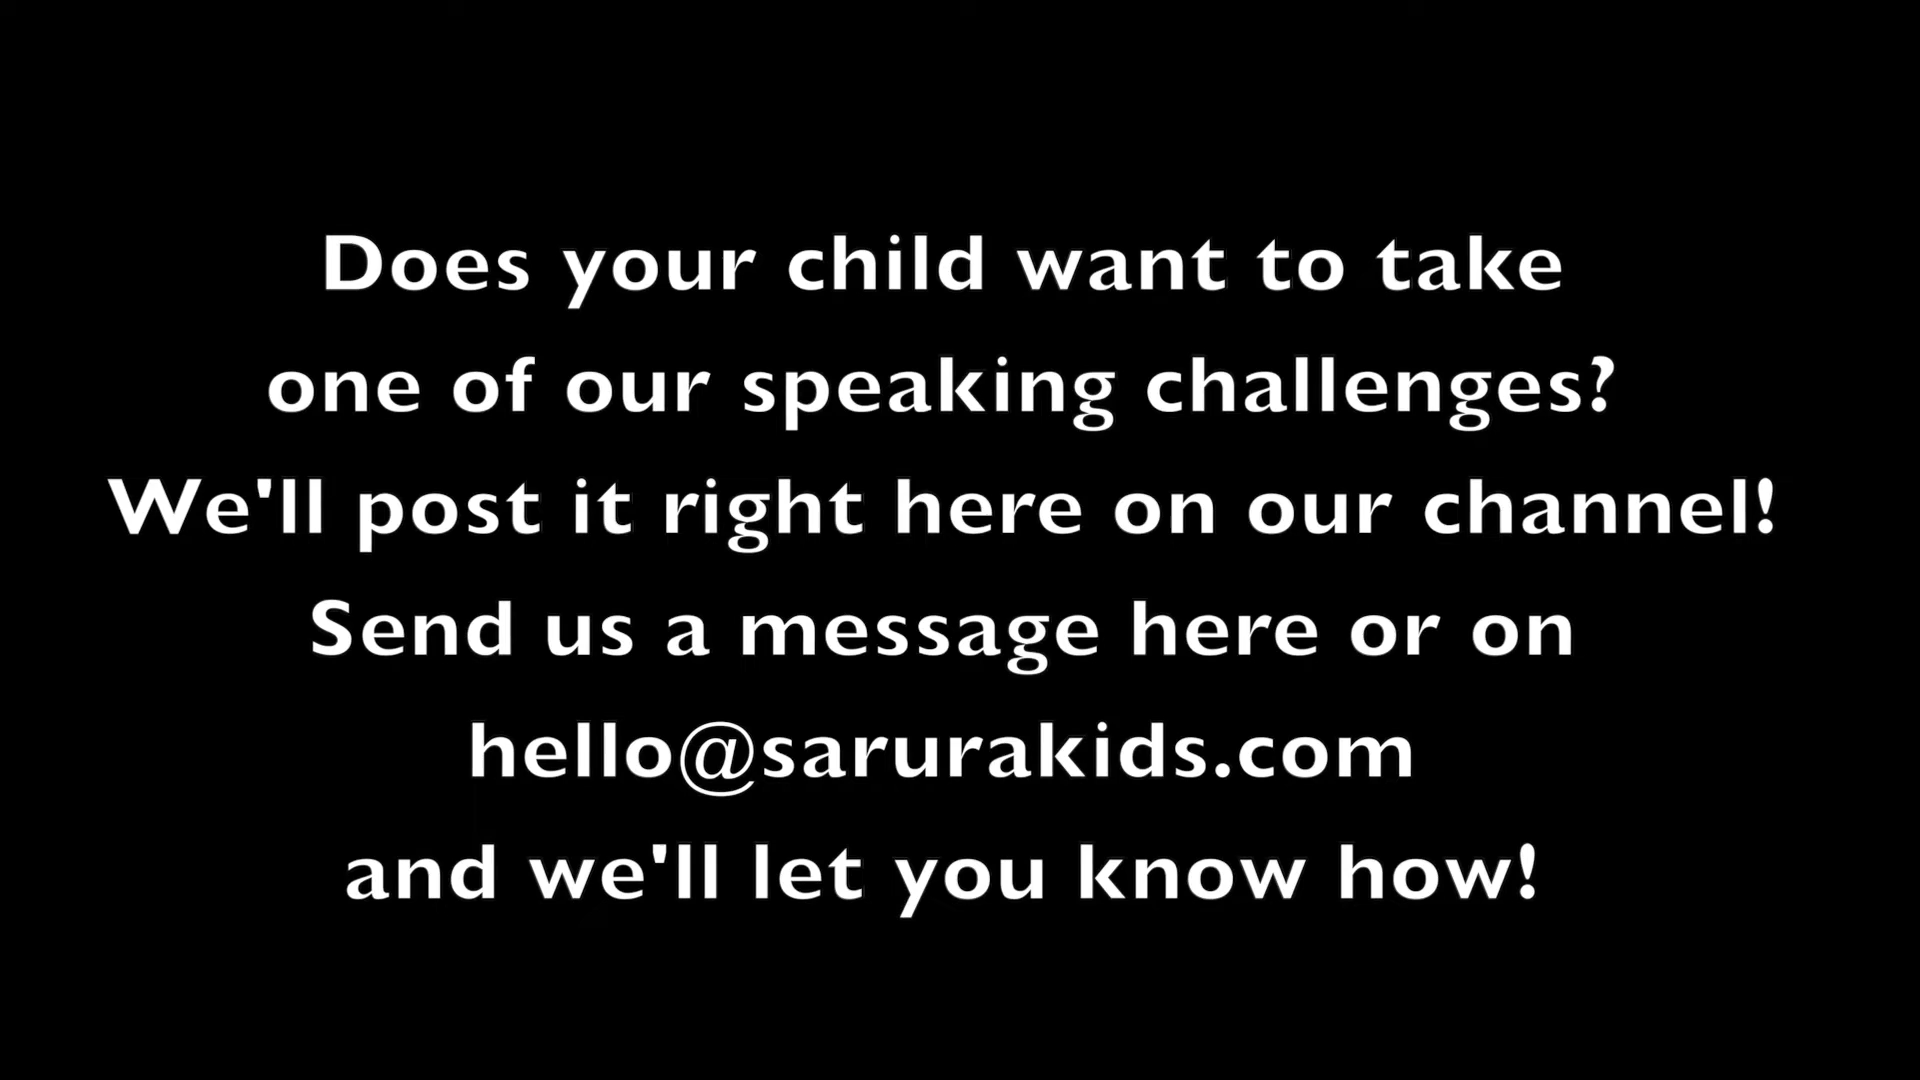 Does your child want to take
one of our speaking challenges?
We'll post it right here on our channel!
Send us a message here or on
hello@sarurakids.com
and we'll let you know how!